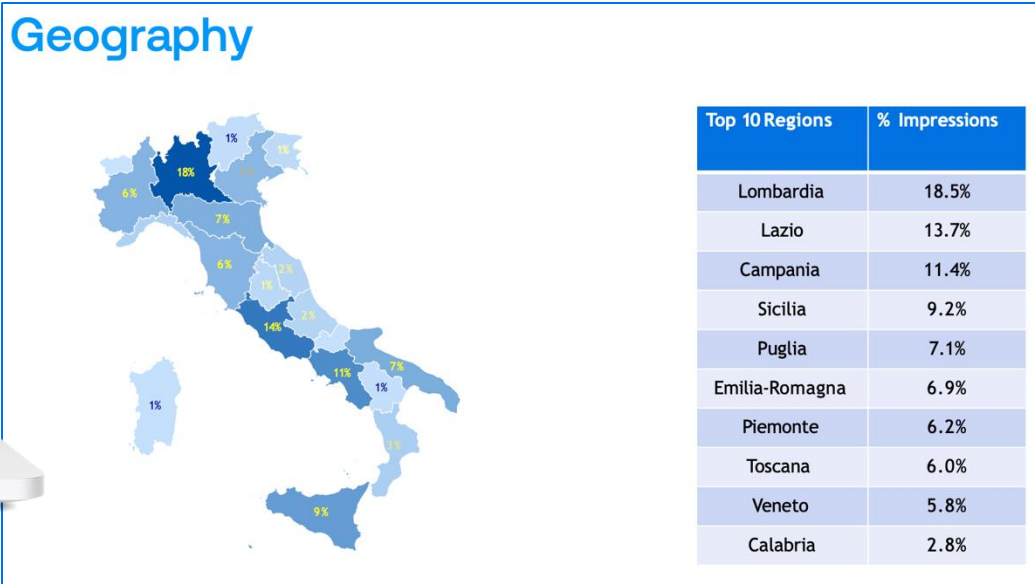 Geography
1%
1%
18%
6%
7%
6%
2%
1%
2%
14%
11%
7%
1%
1%
3%
9%
Top 10 Regions % Impressions
Lombardia 18.5%
Lazio 13.7%
Campania 11.4%
Sicilia 9.2%
Puglia 7.1%
Emilia-Romagna 6.9%
Piemonte 6.2%
Toscana 6.0%
Veneto 5.8%
Calabria 2.8%